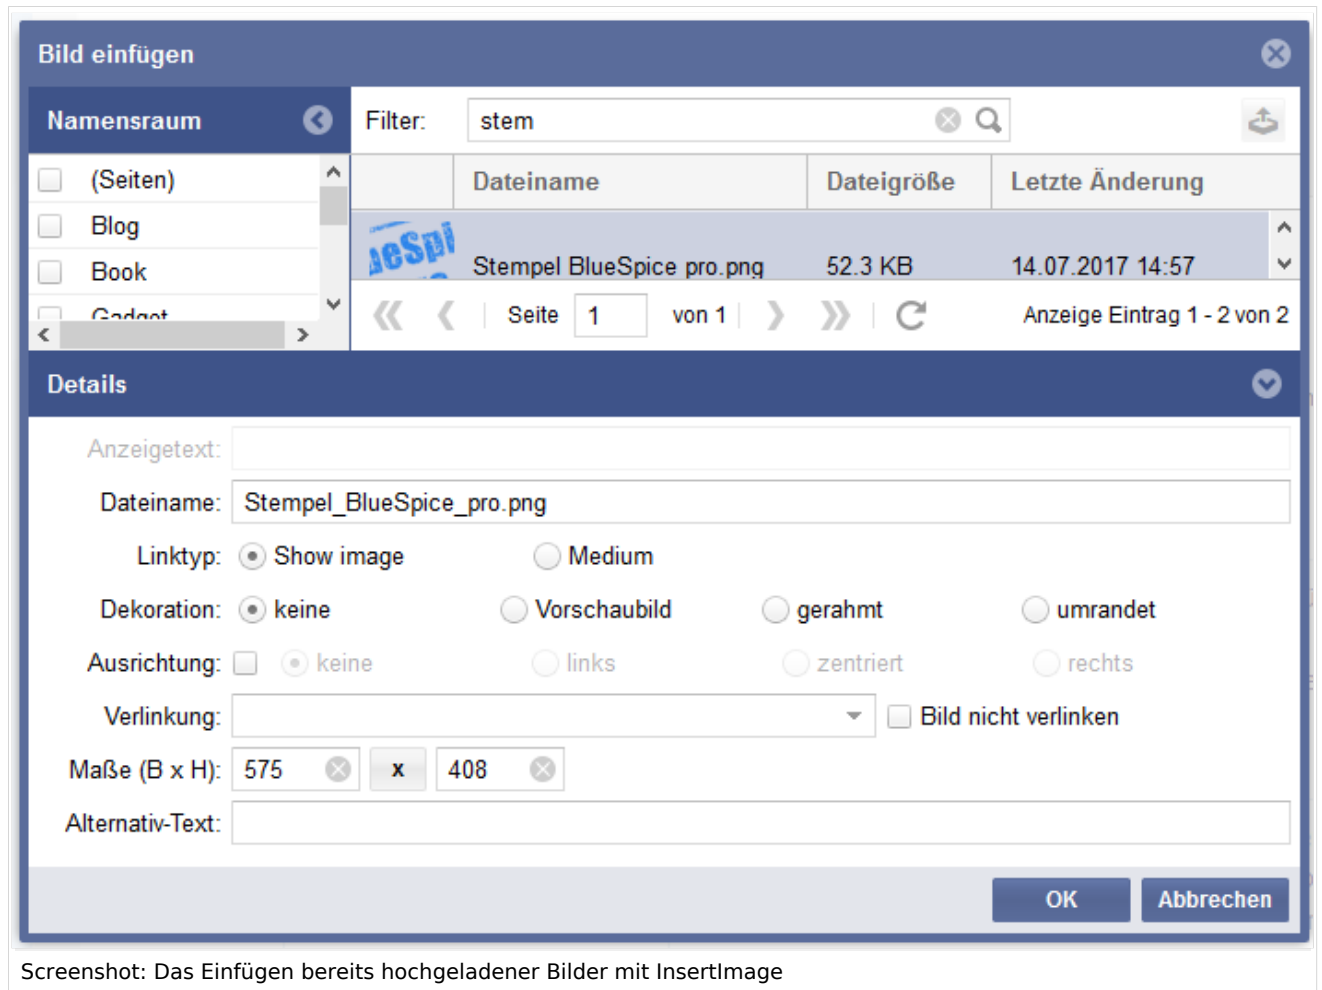 Bild einfügen
Namensraum
Filter: stem
(Seiten)
Blog
Book
Gadget
Dateiname Dateigröße Letzte Änderung
Stempel BlueSpice pro.png 52.3 KB 14.07.2017 14:57
Seite 1 von 1 Anzeige Eintrag 1 - 2 von 2
Details
Anzeigetext:
Dateiname: Stempel_BlueSpice_pro.png
Linktyp: Show image Medium
Dekoration: keine Vorschaubild gerahmt umrandet
Ausrichtung: keine links zentriert rechts
Verlinkung: Bild nicht verlinken
Maße (B x H): 575 x 408
Alternativ-Text:
OK Abbrechen
Screenshot: Das Einfügen bereits hochgeladener Bilder mit InsertImage